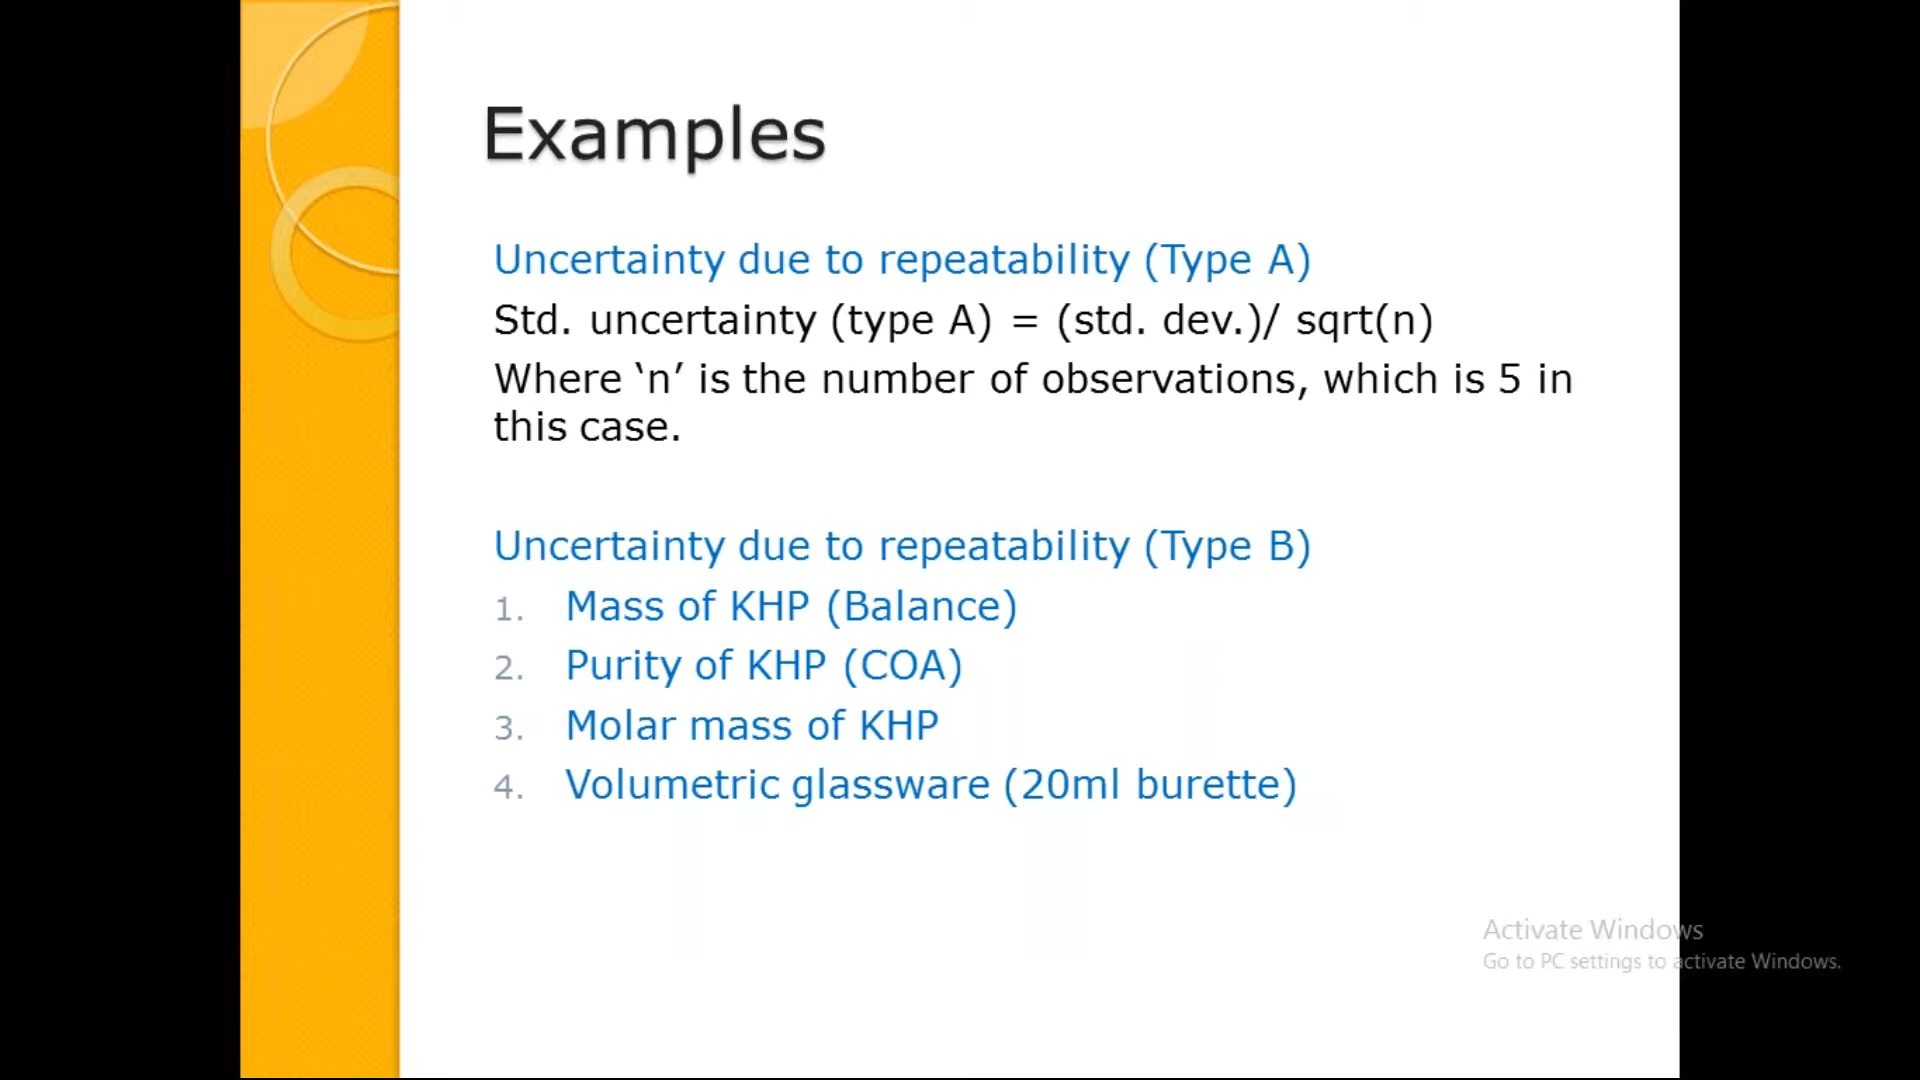 Examples
Uncertainty due to repeatability (Type A)
Std. uncertainty (type A) = (std. dev.)/ sqrt(n)
Where ‘n’ is the number of observations, which is 5 in
this case.
Uncertainty due to repeatability (Type B)
1. Mass of KHP (Balance)
2. Purity of KHP (COA)
3. Molar mass of KHP
4. Volumetric glassware (20ml burette)
Activate Windows
Go to PC settings to activate Windows.